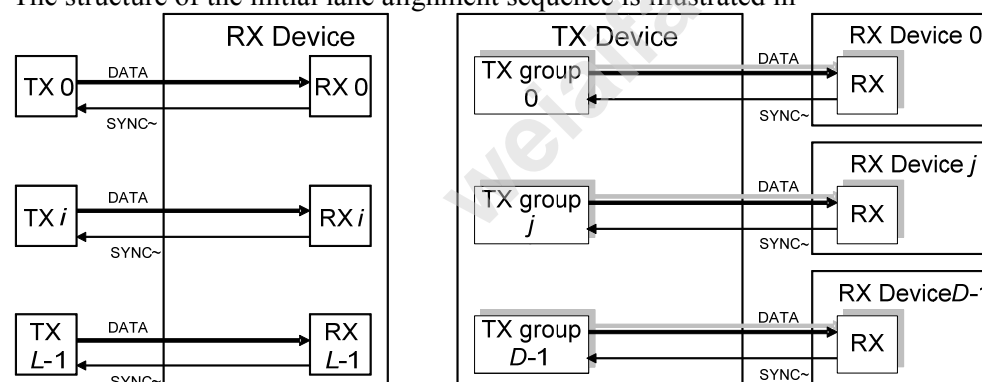 The structure of the initial lane alignment sequence is illustrated in
RX Device
TX 0
DATA
RX 0
SYNC~
TX i
DATA
RX i
SYNC~
TX
L-1
DATA
RX
L-1
SYNC~
TX Device
TX group
0
DATA
SYNC~
RX Device 0
RX
TX group
j
DATA
SYNC~
RX Device j
RX
TX group
D-1
DATA
SYNC~
RX DeviceD-1
RX